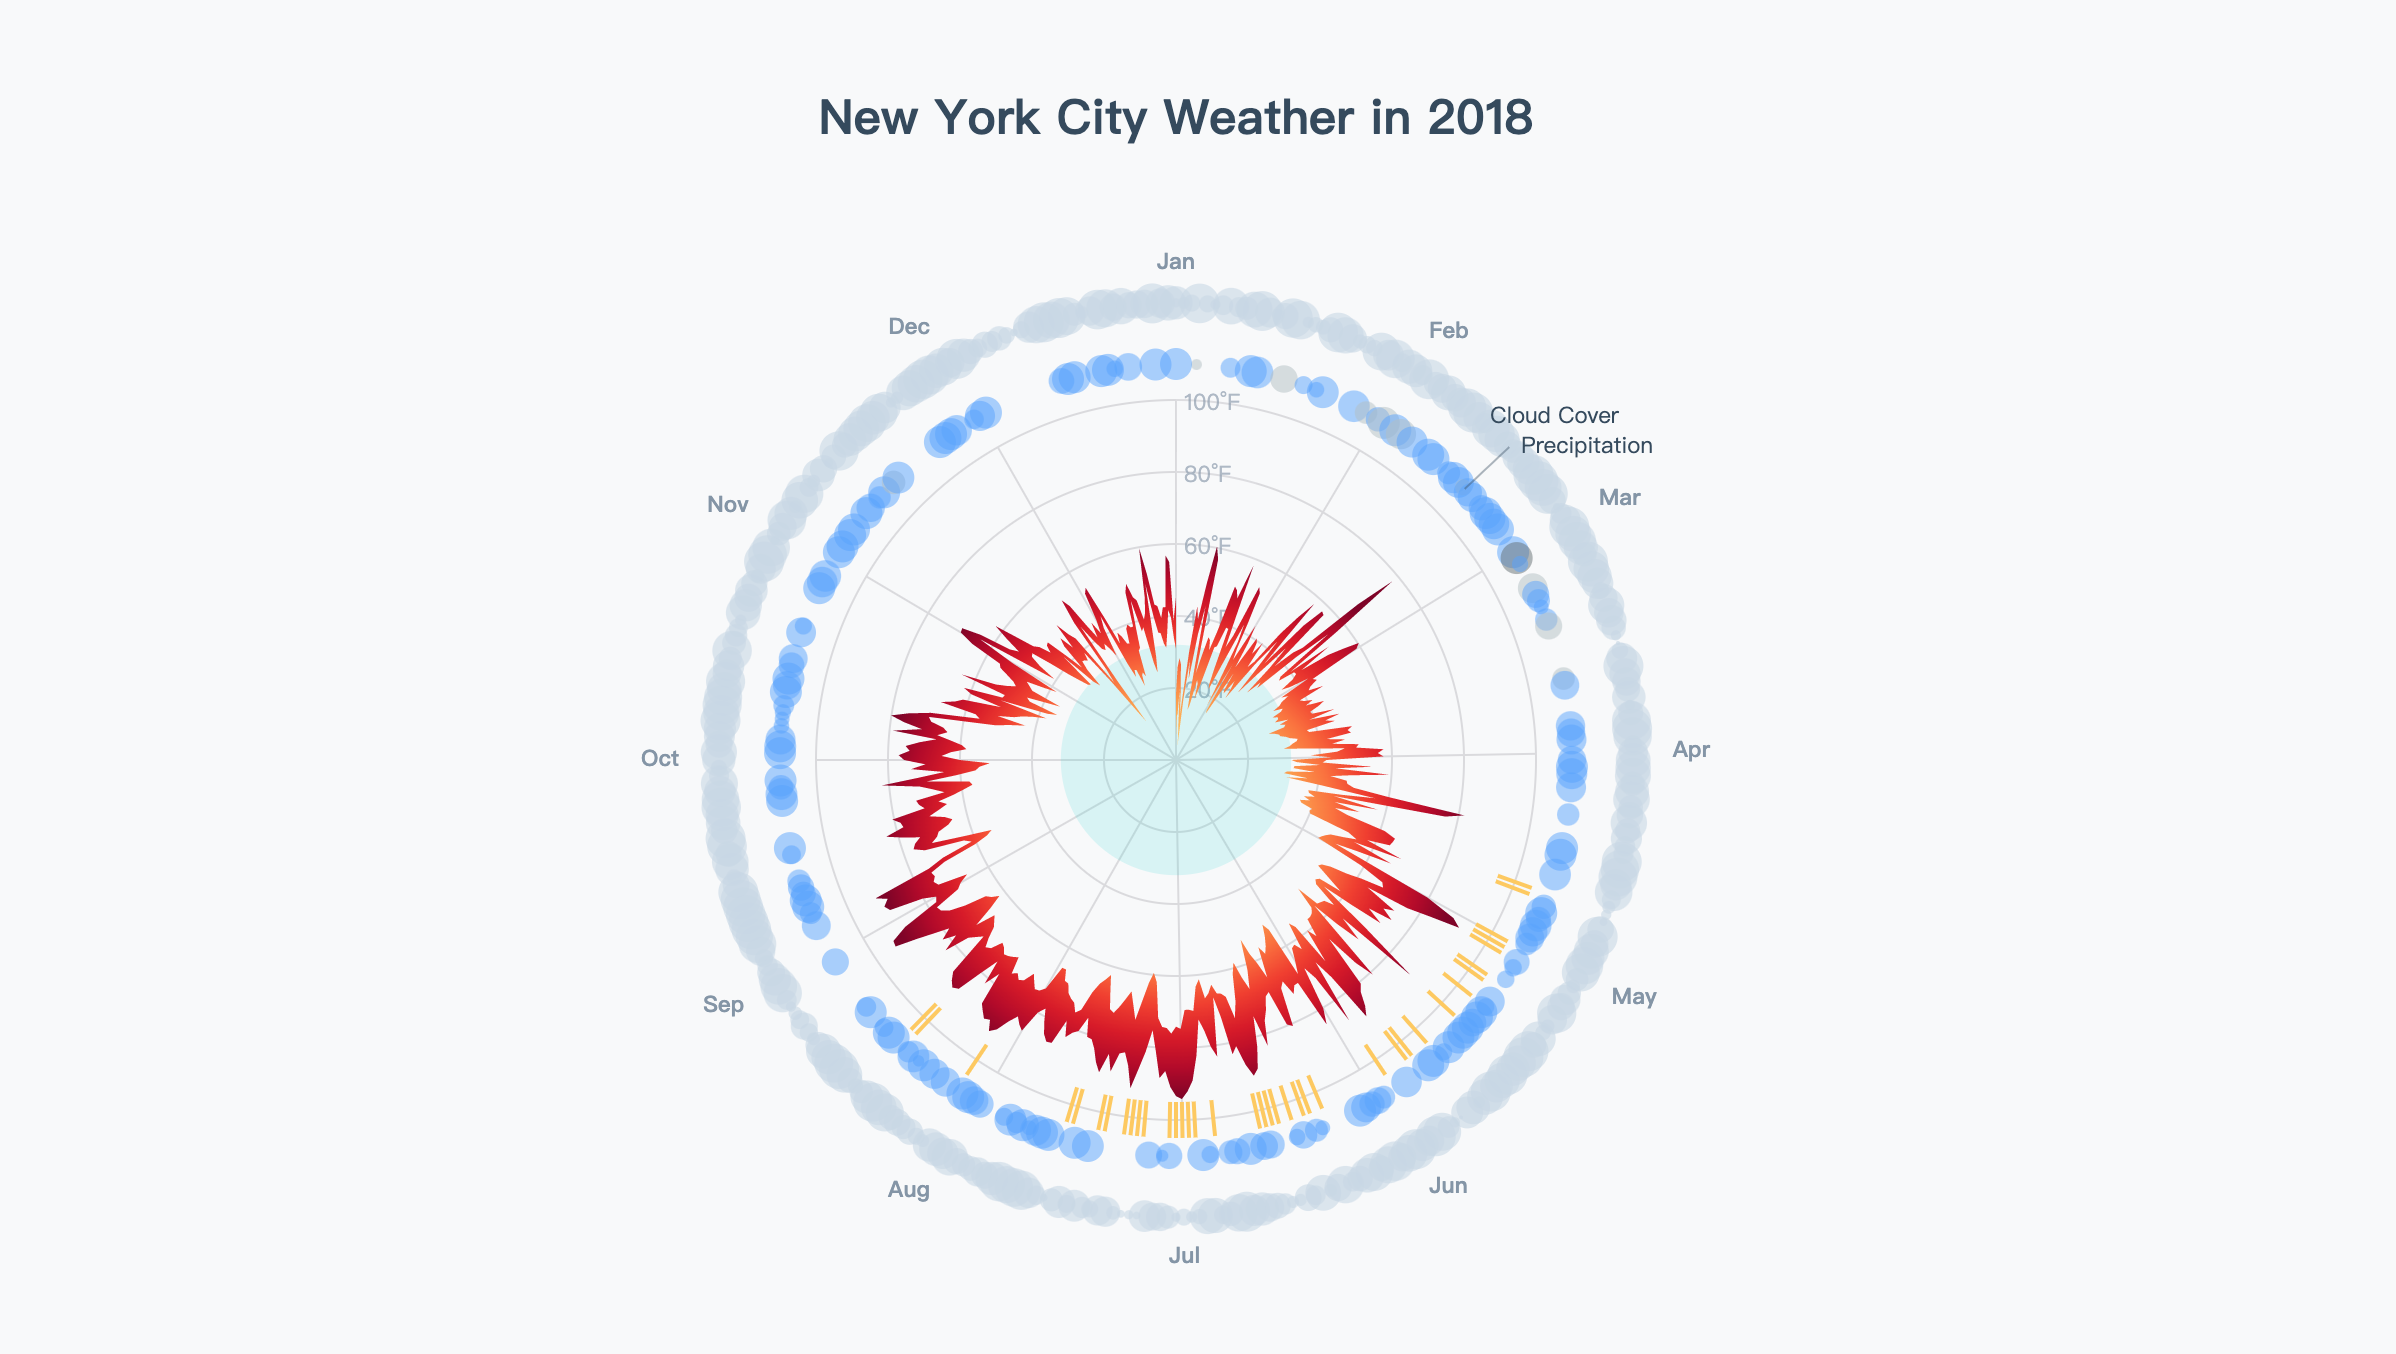 New York City Weather in 2018
Jan
Dec
Feb
100°F
Cloud Cover
Precipitation
80°F
Nov
Mar
60°F
40°F
20°F
Oct
Apr
Sep
May
Aug
Jun
Jul